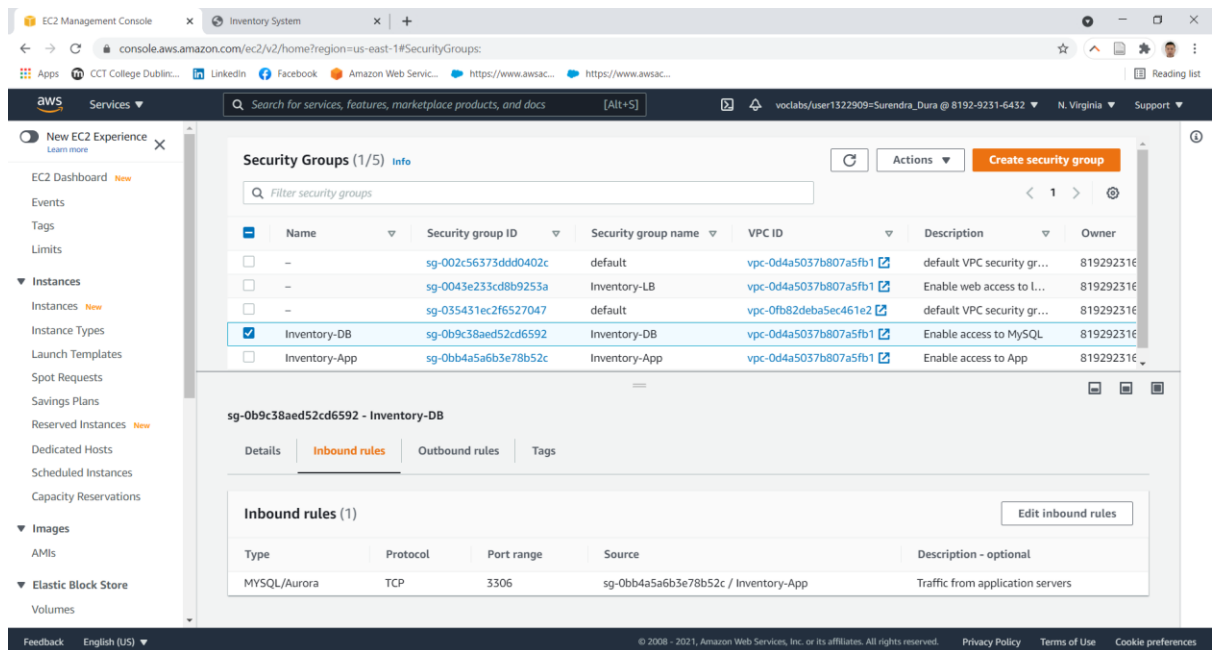 EC2 Management Console
Inventory System
console.aws.amazon.com/ec2/v2/home?region=us-east-1#SecurityGroups:
Apps CCT College Dublin:... LinkedIn Facebook Amazon Web Servic... https://www.awsac... https://www.awsac... Reading list
aws Services Search for services, features, marketplace products, and docs [Alt+S] voclabs/user1322909=Surendra_Dura @ 8192-9231-6432 N. Virginia Support
New EC2 Experience
Learn more
EC2 Dashboard New
Events
Tags
Limits
Instances
Instances New
Instance Types
Launch Templates
Spot Requests
Savings Plans
Reserved Instances New
Dedicated Hosts
Scheduled Instances
Capacity Reservations
Images
AMIs
Elastic Block Store
Volumes
Security Groups (1/5) Info
Actions Create security group
Filter security groups
1
Name Security group ID Security group name VPC ID Description Owner
– sg-002c56373ddd0402c default vpc-0d4a5037b807a5fb1 default VPC security gr... 819292316
– sg-0043e233cd8b9253a Inventory-LB vpc-0d4a5037b807a5fb1 Enable web access to l... 819292316
– sg-035431ec2f6527047 default vpc-0fb82deba5ec461e2 default VPC security gr... 819292316
Inventory-DB sg-0b9c38aed52cd6592 Inventory-DB vpc-0d4a5037b807a5fb1 Enable access to MySQL 819292316
Inventory-App sg-0bb4a5a6b3e78b52c Inventory-App vpc-0d4a5037b807a5fb1 Enable access to App 819292316
sg-0b9c38aed52cd6592 - Inventory-DB
Details Inbound rules Outbound rules Tags
Inbound rules (1)
Edit inbound rules
Type Protocol Port range Source Description - optional
MYSQL/Aurora TCP 3306 sg-0bb4a5a6b3e78b52c / Inventory-App Traffic from application servers
Feedback English (US) © 2008 - 2021, Amazon Web Services, Inc. or its affiliates. All rights reserved. Privacy Policy Terms of Use Cookie preferences